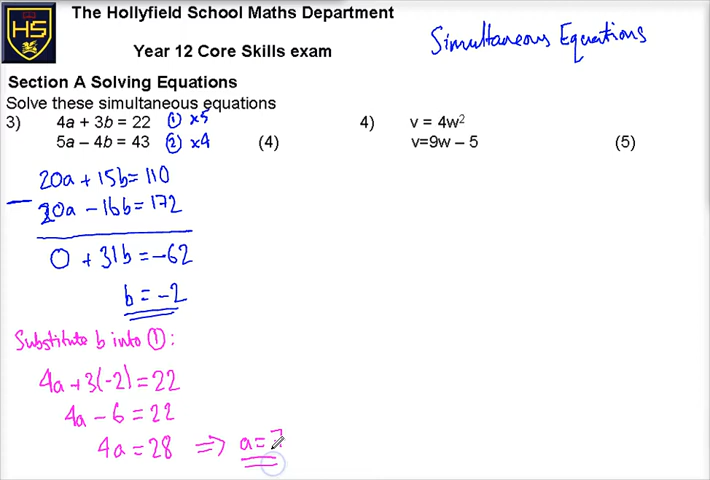 The Hollyfield School Maths Department
HS
Year 12 Core Skills exam
Simultaneous Equations
Section A Solving Equations
Solve these simultaneous equations
3) 4a + 3b = 22 ① ×5
5a – 4b = 43 ② ×4 (4)
4) v = 4w²
v=9w – 5 (5)
20a + 15b = 110
– 20a – 16b = 172
0 + 31b = -62
b = -2
Substitute b into ①:
4a + 3(-2) = 22
4a - 6 = 22
4a = 28 ⇒ a = 7